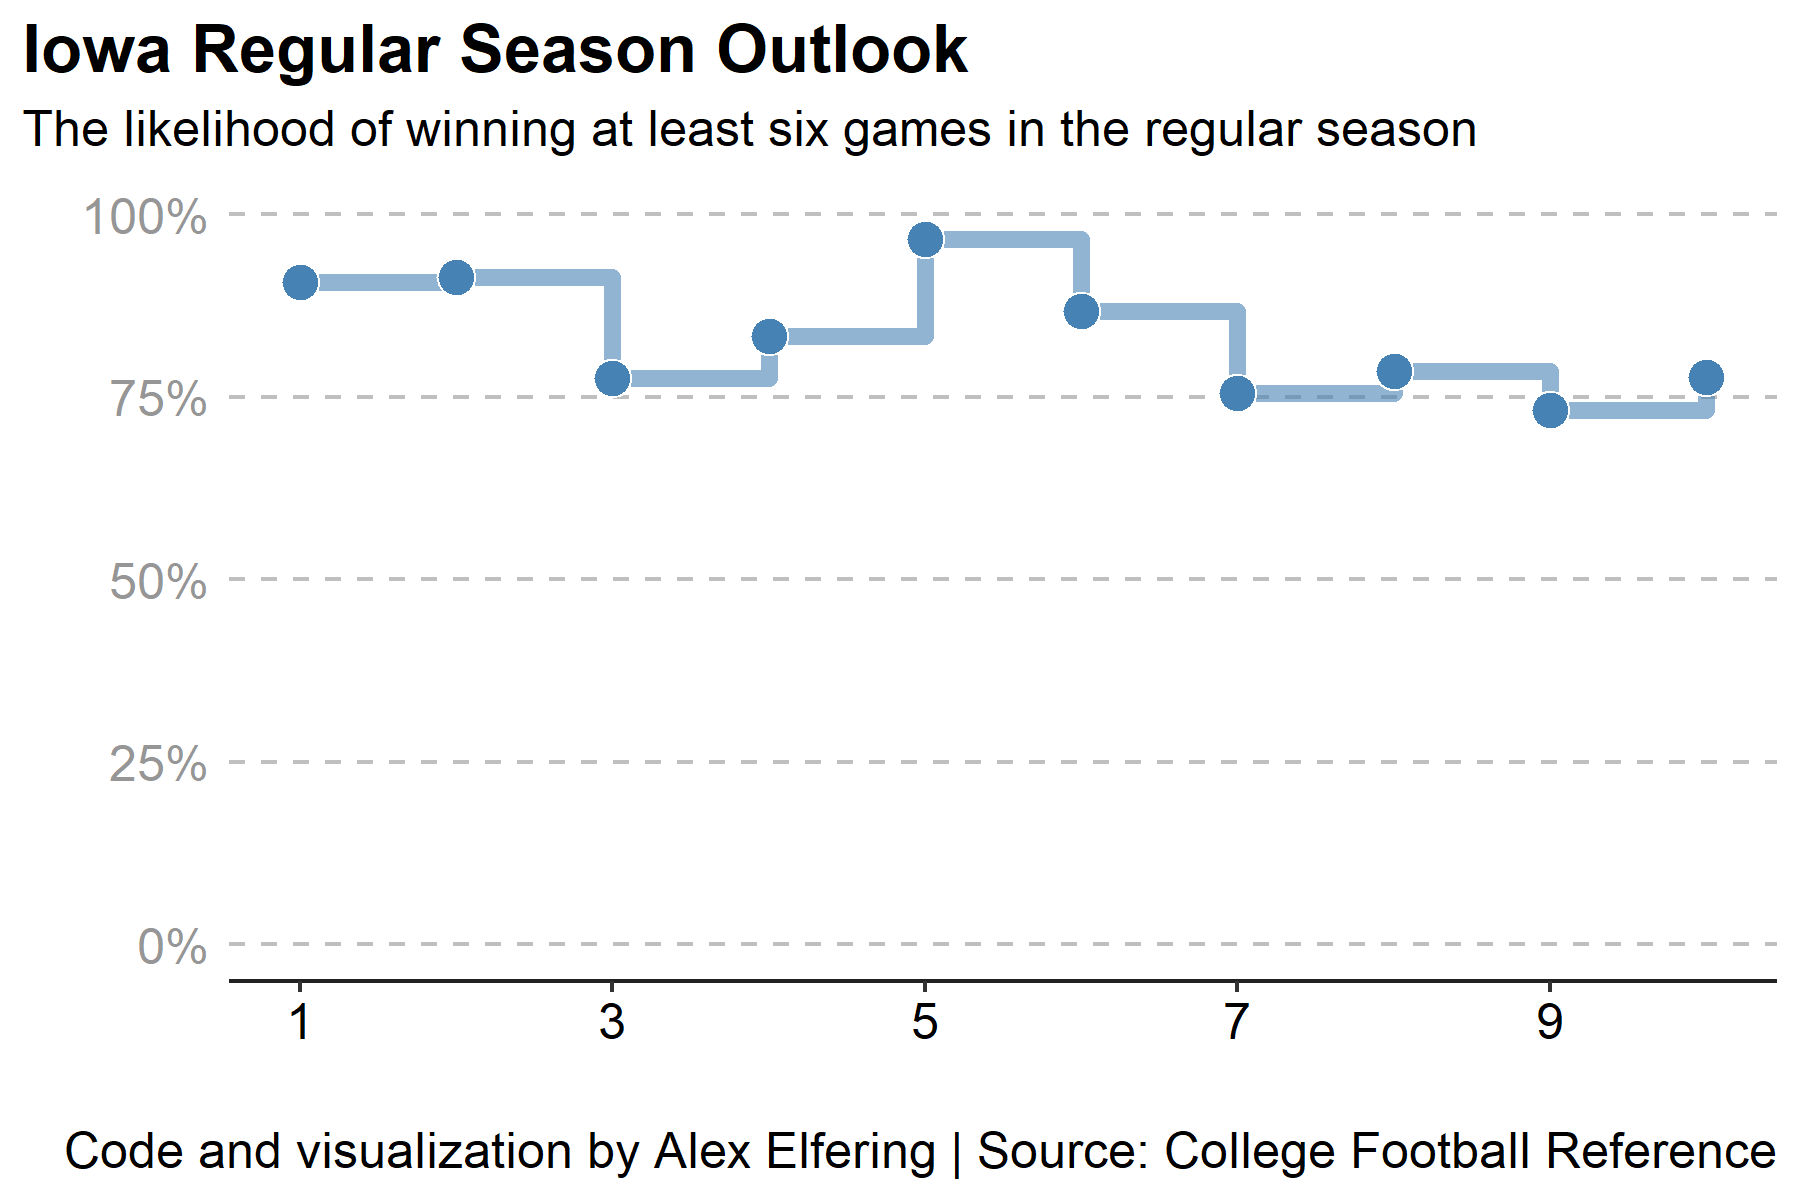 Iowa Regular Season Outlook
The likelihood of winning at least six games in the regular season
100%
75%
50%
25%
0%
1 3 5 7 9
Code and visualization by Alex Elfering | Source: College Football Reference